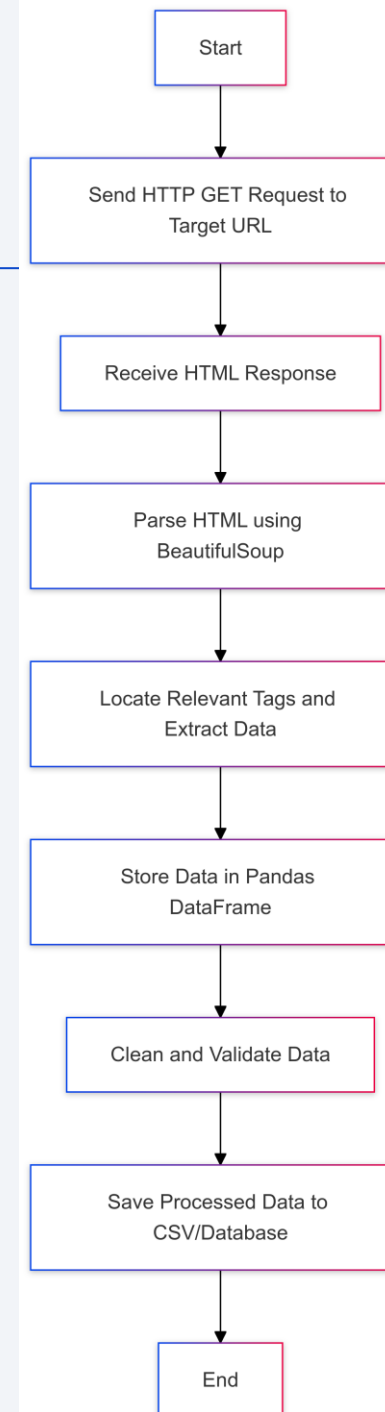 Start
Send HTTP GET Request to
Target URL
Receive HTML Response
Parse HTML using
BeautifulSoup
Locate Relevant Tags and
Extract Data
Store Data in Pandas
DataFrame
Clean and Validate Data
Save Processed Data to
CSV/Database
End